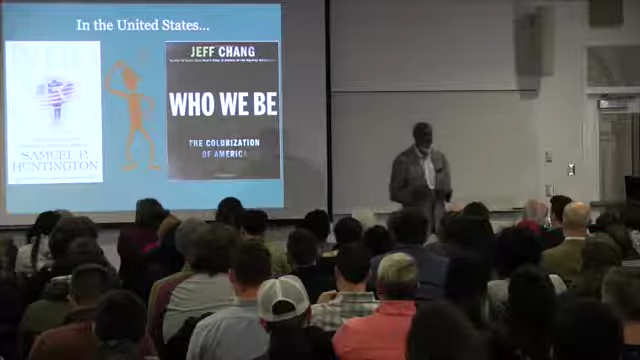 In the United States...
SAMUEL P.
HUNTINGTON
JEFF CHANG
WHO WE BE
THE COLORIZATION
OF AMERICA